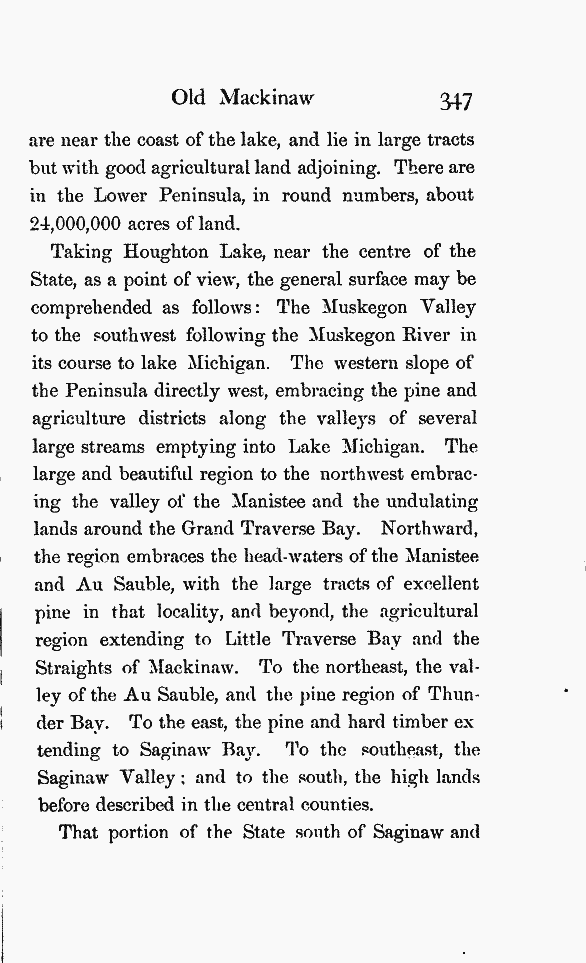 Old Mackinaw 347
are near the coast of the lake, and lie in large tracts
but with good agricultural land adjoining. There are
in the Lower Peninsula, in round numbers, about
24,000,000 acres of land.
Taking Houghton Lake, near the centre of the
State, as a point of view, the general surface may be
comprehended as follows: The Muskegon Valley
to the southwest following the Muskegon River in
its course to lake Michigan. The western slope of
the Peninsula directly west, embracing the pine and
agriculture districts along the valleys of several
large streams emptying into Lake Michigan. The
large and beautiful region to the northwest embrac-
ing the valley of the Manistee and the undulating
lands around the Grand Traverse Bay. Northward,
the region embraces the head-waters of the Manistee
and Au Sauble, with the large tracts of excellent
pine in that locality, and beyond, the agricultural
region extending to Little Traverse Bay and the
Straights of Mackinaw. To the northeast, the val-
ley of the Au Sauble, and the pine region of Thun-
der Bay. To the east, the pine and hard timber ex
tending to Saginaw Bay. To the southeast, the
Saginaw Valley; and to the south, the high lands
before described in the central counties.
That portion of the State south of Saginaw and